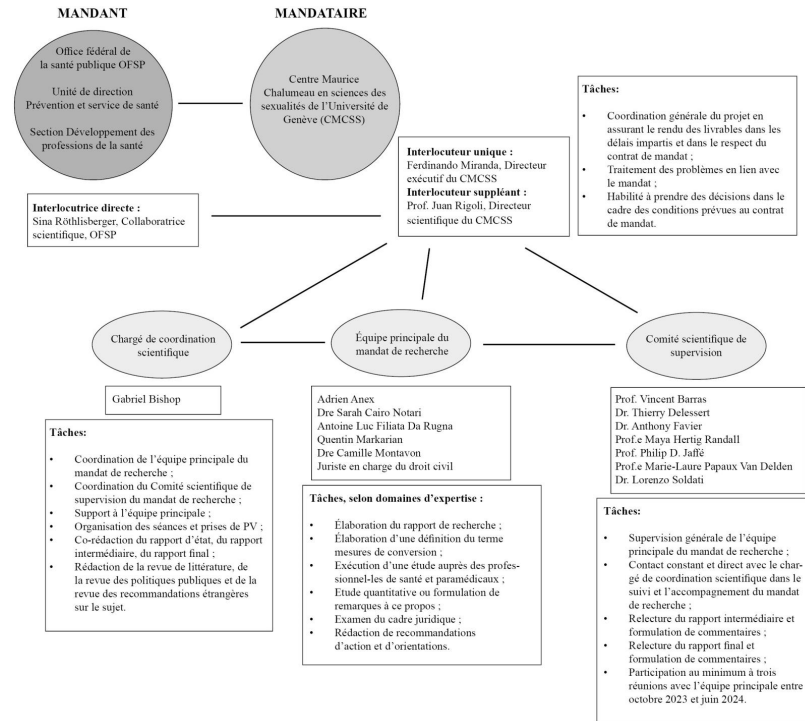 MANDANT
MANDATAIRE
Office fédéral de
la santé publique OFSP
Unité de direction
Prévention et service de santé
Section Développement des
professions de la santé
Centre Maurice
Chalumeau en sciences des
sexualités de l'Université de
Genève (CMCSS)
Interlocuteur unique :
Ferdinando Miranda, Directeur
exécutif du CMCSS
Interlocuteur suppléant :
Prof. Juan Rigoli, Directeur
scientifique du CMCSS
Interlocutrice directe :
Sina Röthlisberger, Collaboratrice
scientifique, OFSP
Tâches:
• Coordination générale du projet en
assurant le rendu des livrables dans les
délais impartis et dans le respect du
contrat de mandat ;
• Traitement des problèmes en lien avec
le mandat ;
• Habilité à prendre des décisions dans le
cadre des conditions prévues au contrat
de mandat.
Chargé de coordination
scientifique
Gabriel Bishop
Tâches:
• Coordination de l'équipe principale du
mandat de recherche ;
• Coordination du Comité scientifique de
supervision du mandat de recherche ;
• Support à l'équipe principale ;
• Organisation des séances et prises de PV ;
• Co-rédaction du rapport d'état, du rapport
intermédiaire, du rapport final ;
• Rédaction de la revue de littérature, de
la revue des politiques publiques et de la
revue des recommandations étrangères
sur le sujet.
Équipe principale du
mandat de recherche
Adrien Anex
Dre Sarah Cairo Notari
Antoine Luc Filiata Da Rugna
Quentin Markarian
Dre Camille Montavon
Juriste en charge du droit civil
Tâches, selon domaines d'expertise :
• Élaboration du rapport de recherche ;
• Élaboration d'une définition du terme
mesures de conversion ;
• Exécution d'une étude auprès des profes-
sionnel-les de santé et paramédicaux ;
• Etude quantitative ou formulation de
remarques à ce propos ;
• Examen du cadre juridique ;
• Rédaction de recommandations
d'action et d'orientations.
Comité scientifique de
supervision
Prof. Vincent Barras
Dr. Thierry Delessert
Dr. Anthony Favier
Prof.e Maya Hertig Randall
Prof. Philip D. Jaffé
Prof.e Marie-Laure Papaux Van Delden
Dr. Lorenzo Soldati
Tâches:
• Supervision générale de l'équipe
principale du mandat de recherche ;
• Contact constant et direct avec le char-
gé de coordination scientifique dans le
suivi et l'accompagnement du mandat
de recherche ;
• Relecture du rapport intermédiaire et
formulation de commentaires ;
• Relecture du rapport final et
formulation de commentaires ;
• Participation au minimum à trois
réunions avec l'équipe principale entre
octobre 2023 et juin 2024.